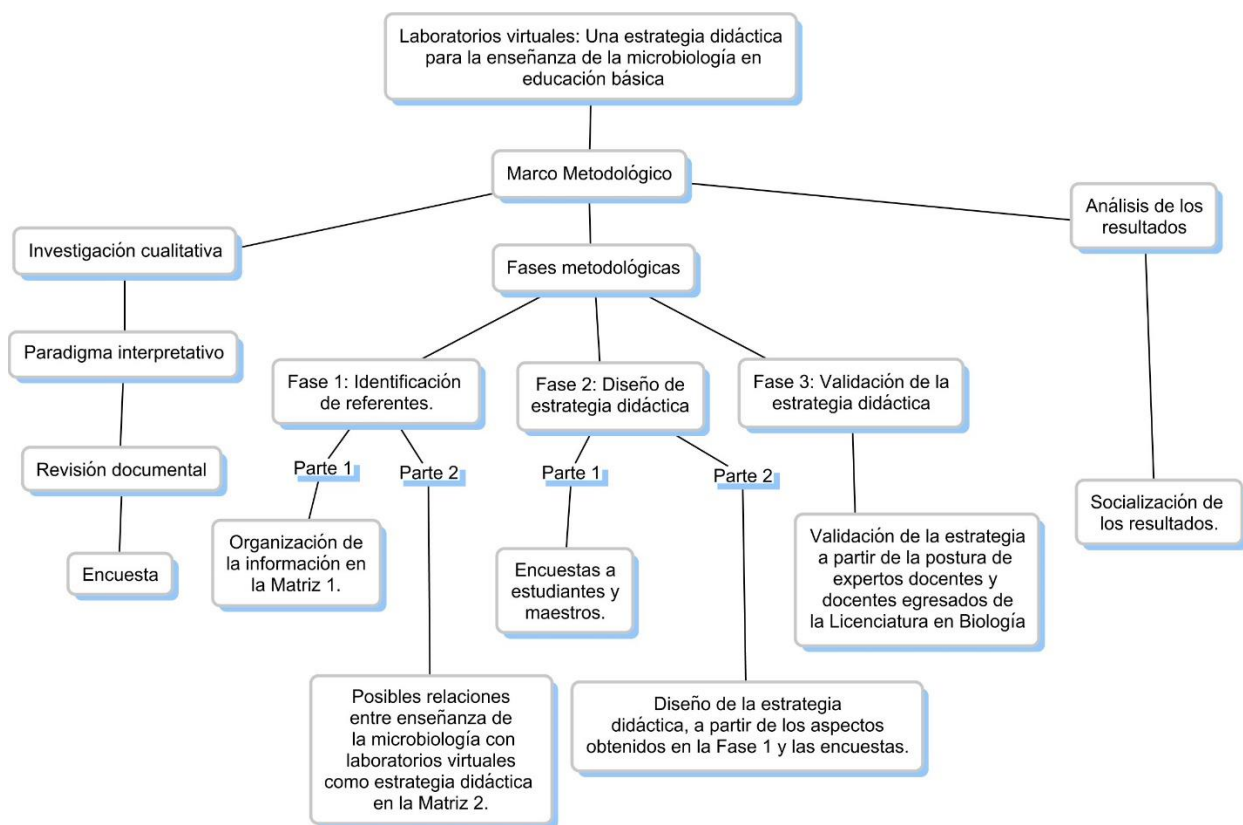 Laboratorios virtuales: Una estrategia didáctica
para la enseñanza de la microbiología en
educación básica
Marco Metodológico
Investigación cualitativa
Paradigma interpretativo
Revisión documental
Encuesta
Fases metodológicas
Fase 1: Identificación
de referentes.
Parte 1
Organización de
la información en
la Matriz 1.
Parte 2
Posibles relaciones
entre enseñanza de
la microbiología con
laboratorios virtuales
como estrategia didáctica
en la Matriz 2.
Fase 2: Diseño de
estrategia didáctica
Parte 1
Encuestas a
estudiantes y
maestros.
Parte 2
Diseño de la estrategia
didáctica, a partir de los aspectos
obtenidos en la Fase 1 y las encuestas.
Fase 3: Validación de la
estrategia didáctica
Validación de la estrategia
a partir de la postura de
expertos docentes y
docentes egresados de
la Licenciatura en Biología
Análisis de los
resultados
Socialización de
los resultados.